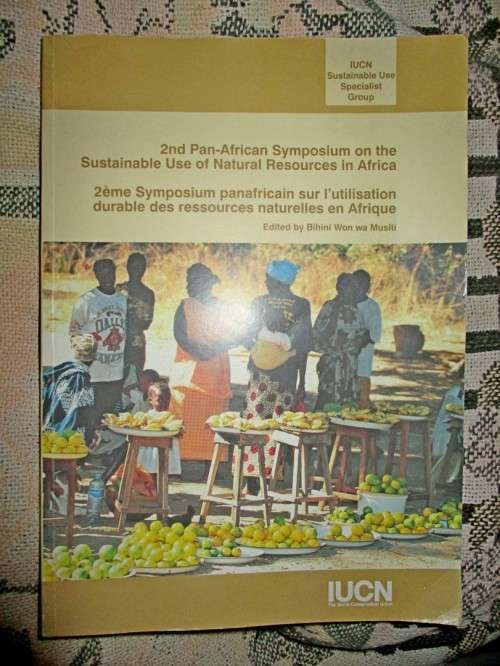 IUCN
Sustainable Use
Specialist
Group
2nd Pan-African Symposium on the
Sustainable Use of Natural Resources in Africa
2ème Symposium panafricain sur l'utilisation
durable des ressources naturelles en Afrique
Edited by Bihini Won wa Musiti
IUCN
The World Conservation Union